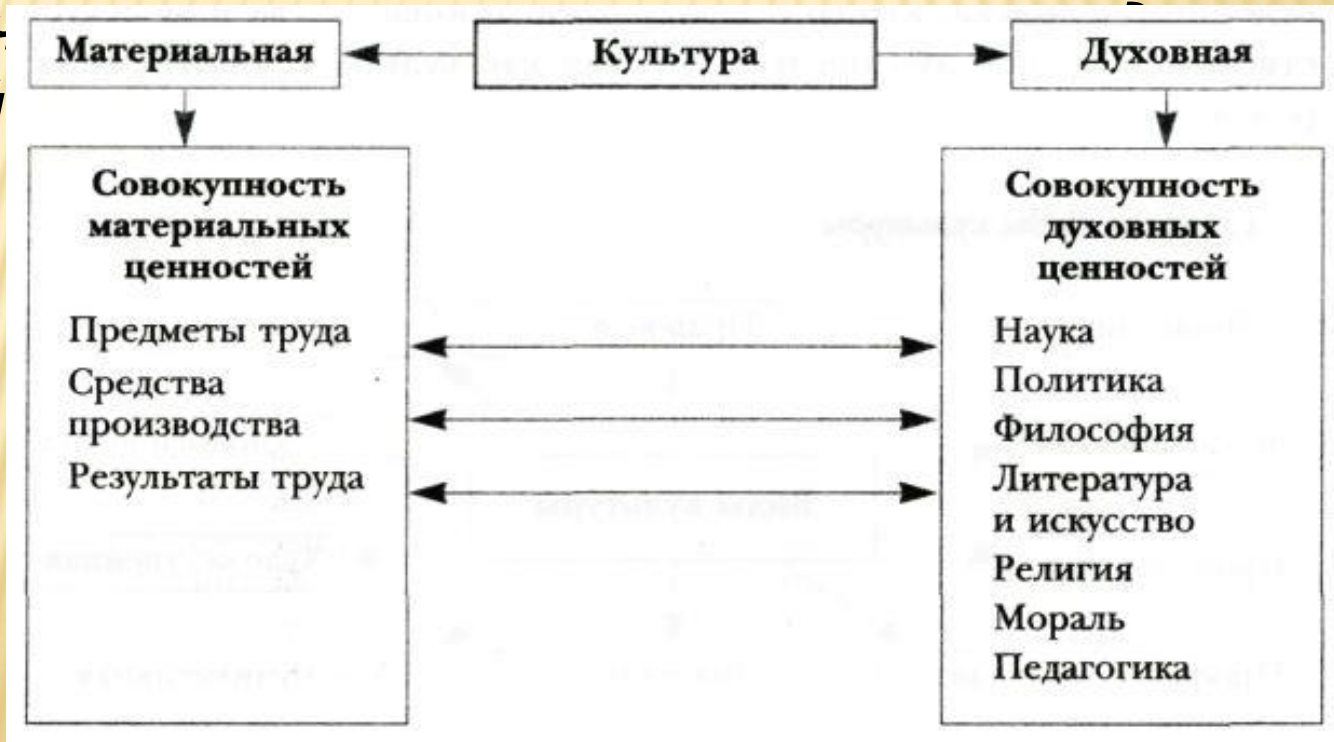 Материальная
Культура
Духовная
Совокупность
материальных
ценностей
Предметы труда
Средства
производства
Результаты труда
Совокупность
духовных
ценностей
Наука
Политика
Философия
Литература
и искусство
Религия
Мораль
Педагогика